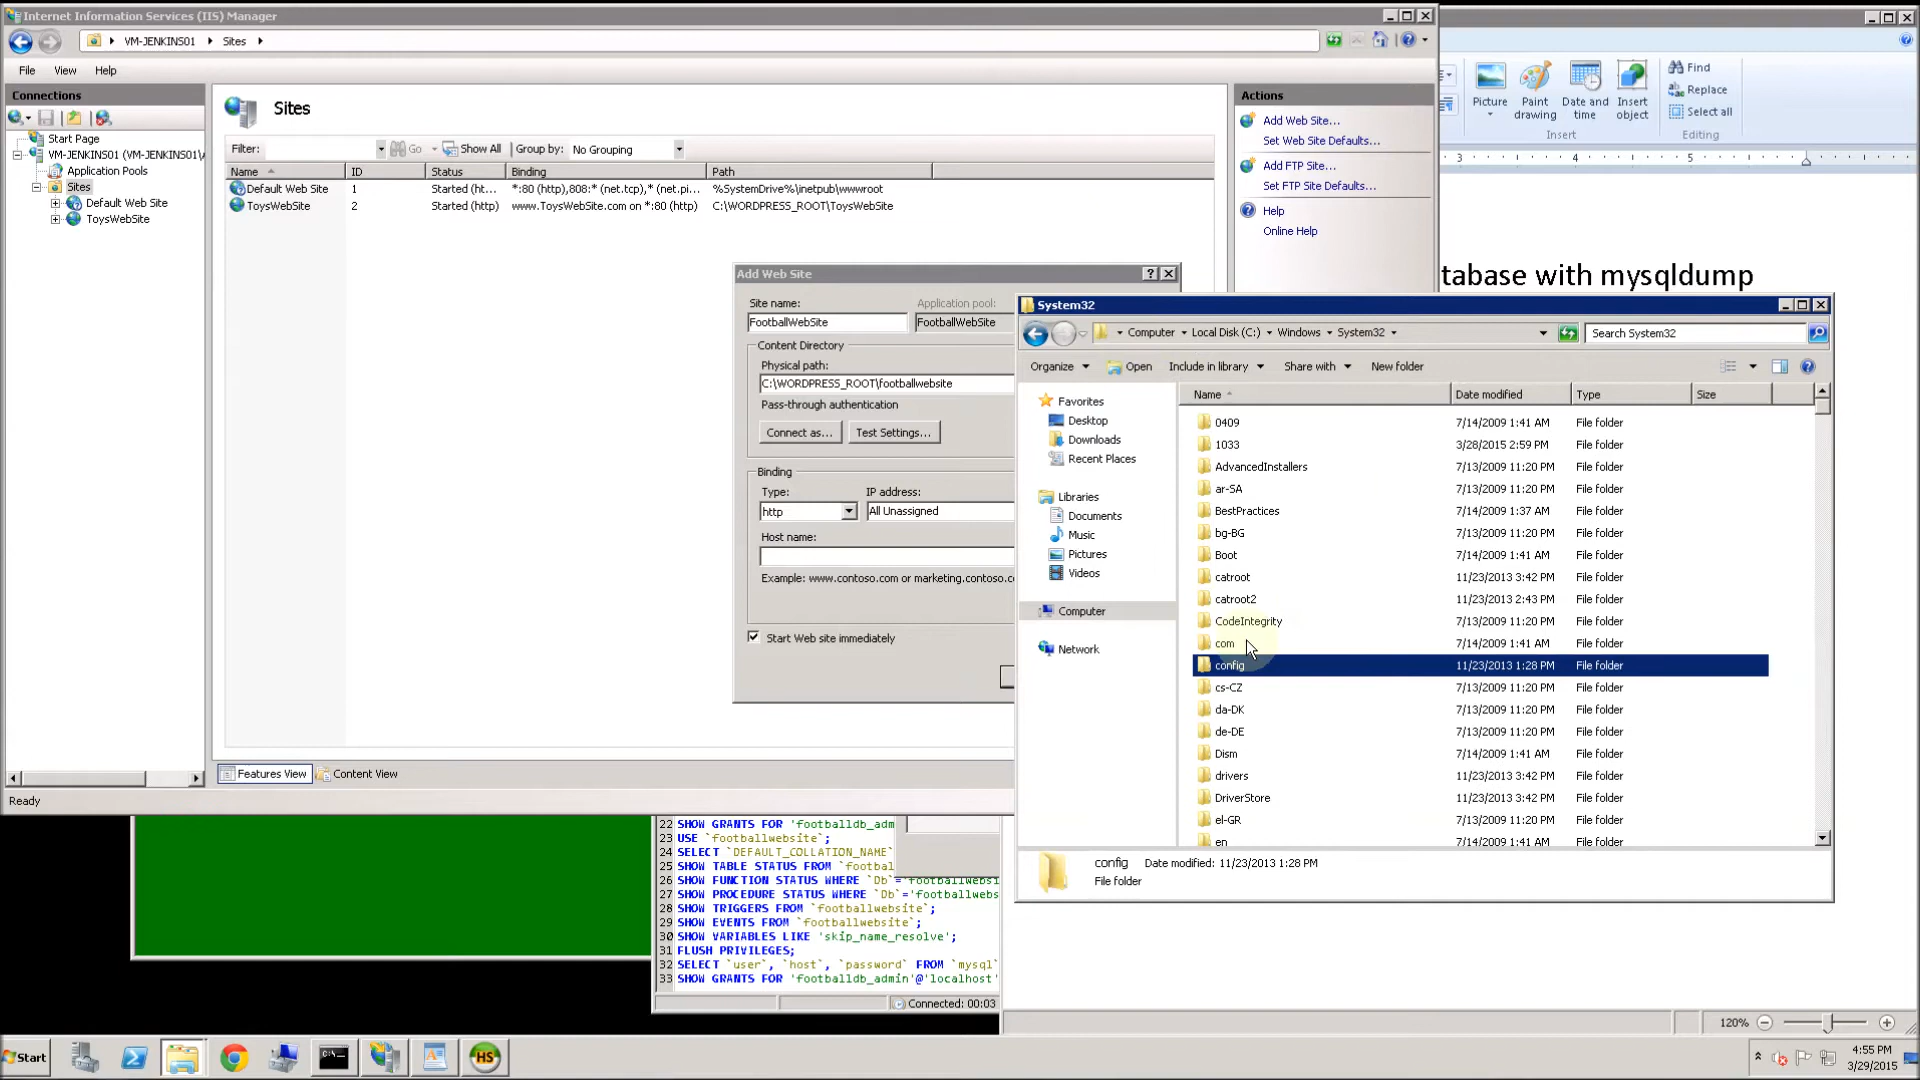 Internet Information Services (IIS) Manager
VM-JENKINS01 Sites
File View Help
Connections
Start Page
VM-JENKINS01 (VM-JENKINS01\
Application Pools
Sites
Default Web Site
ToysWebSite
Sites
Filter: Go Show All Group by: No Grouping
Name ID Status Binding Path
Default Web Site 1 Started (ht... *:80 (http),808:* (net.tcp),* (net.pi... %SystemDrive%\inetpub\wwwroot
ToysWebSite 2 Started (http) www.ToysWebSite.com on *:80 (http) C:\WORDPRESS_ROOT\ToysWebSite
Actions
Add Web Site...
Set Web Site Defaults...
Add FTP Site...
Set FTP Site Defaults...
Help
Online Help
Picture
Paint drawing
Date and time
Insert object
Insert
Find
Replace
Select all
Editing
3 4 5
tabase with mysqldump
Add Web Site
Site name: Application pool:
FootballWebSite FootballWebSite
Content Directory
Physical path:
C:\WORDPRESS_ROOT\footballwebsite
Pass-through authentication
Connect as... Test Settings...
Binding
Type: IP address:
http All Unassigned
Host name:
Example: www.contoso.com or marketing.contoso.c
Start Web site immediately
System32
Computer Local Disk (C:) Windows System32 Search System32
Organize Open Include in library Share with New folder
Favorites
Desktop
Downloads
Recent Places
Libraries
Documents
Music
Pictures
Videos
Computer
Network
Name Date modified Type Size
0409 7/14/2009 1:41 AM File folder
1033 3/28/2015 2:59 PM File folder
AdvancedInstallers 7/13/2009 11:20 PM File folder
ar-SA 7/13/2009 11:20 PM File folder
BestPractices 7/14/2009 1:37 AM File folder
bg-BG 7/13/2009 11:20 PM File folder
Boot 7/14/2009 1:41 AM File folder
catroot 11/23/2013 3:42 PM File folder
catroot2 11/23/2013 2:43 PM File folder
CodeIntegrity 7/13/2009 11:20 PM File folder
com 7/14/2009 1:41 AM File folder
config 11/23/2013 1:28 PM File folder
cs-CZ 7/13/2009 11:20 PM File folder
da-DK 7/13/2009 11:20 PM File folder
de-DE 7/13/2009 11:20 PM File folder
Dism 7/14/2009 1:41 AM File folder
drivers 11/23/2013 3:42 PM File folder
DriverStore 11/23/2013 3:42 PM File folder
el-GR 7/13/2009 11:20 PM File folder
en 7/14/2009 1:41 AM File folder
config Date modified: 11/23/2013 1:28 PM
File folder
Features View Content View
Ready
22 SHOW GRANTS FOR 'footballdb_adm
23 USE `footballwebsite`;
24 SELECT `DEFAULT_COLLATION_NAME`
25 SHOW TABLE STATUS FROM `footbal
26 SHOW FUNCTION STATUS WHERE `Db`='footballwebsi
27 SHOW PROCEDURE STATUS WHERE `Db`='footballwebs
28 SHOW TRIGGERS FROM `footballwebsite`;
29 SHOW EVENTS FROM `footballwebsite`;
30 SHOW VARIABLES LIKE 'skip_name_resolve';
31 FLUSH PRIVILEGES;
32 SELECT `user`, `host`, `password` FROM `mysql`
33 SHOW GRANTS FOR 'footballdb_admin'@'localhost'
Connected: 00:03
120%
Start
HS
4:55 PM
3/29/2015